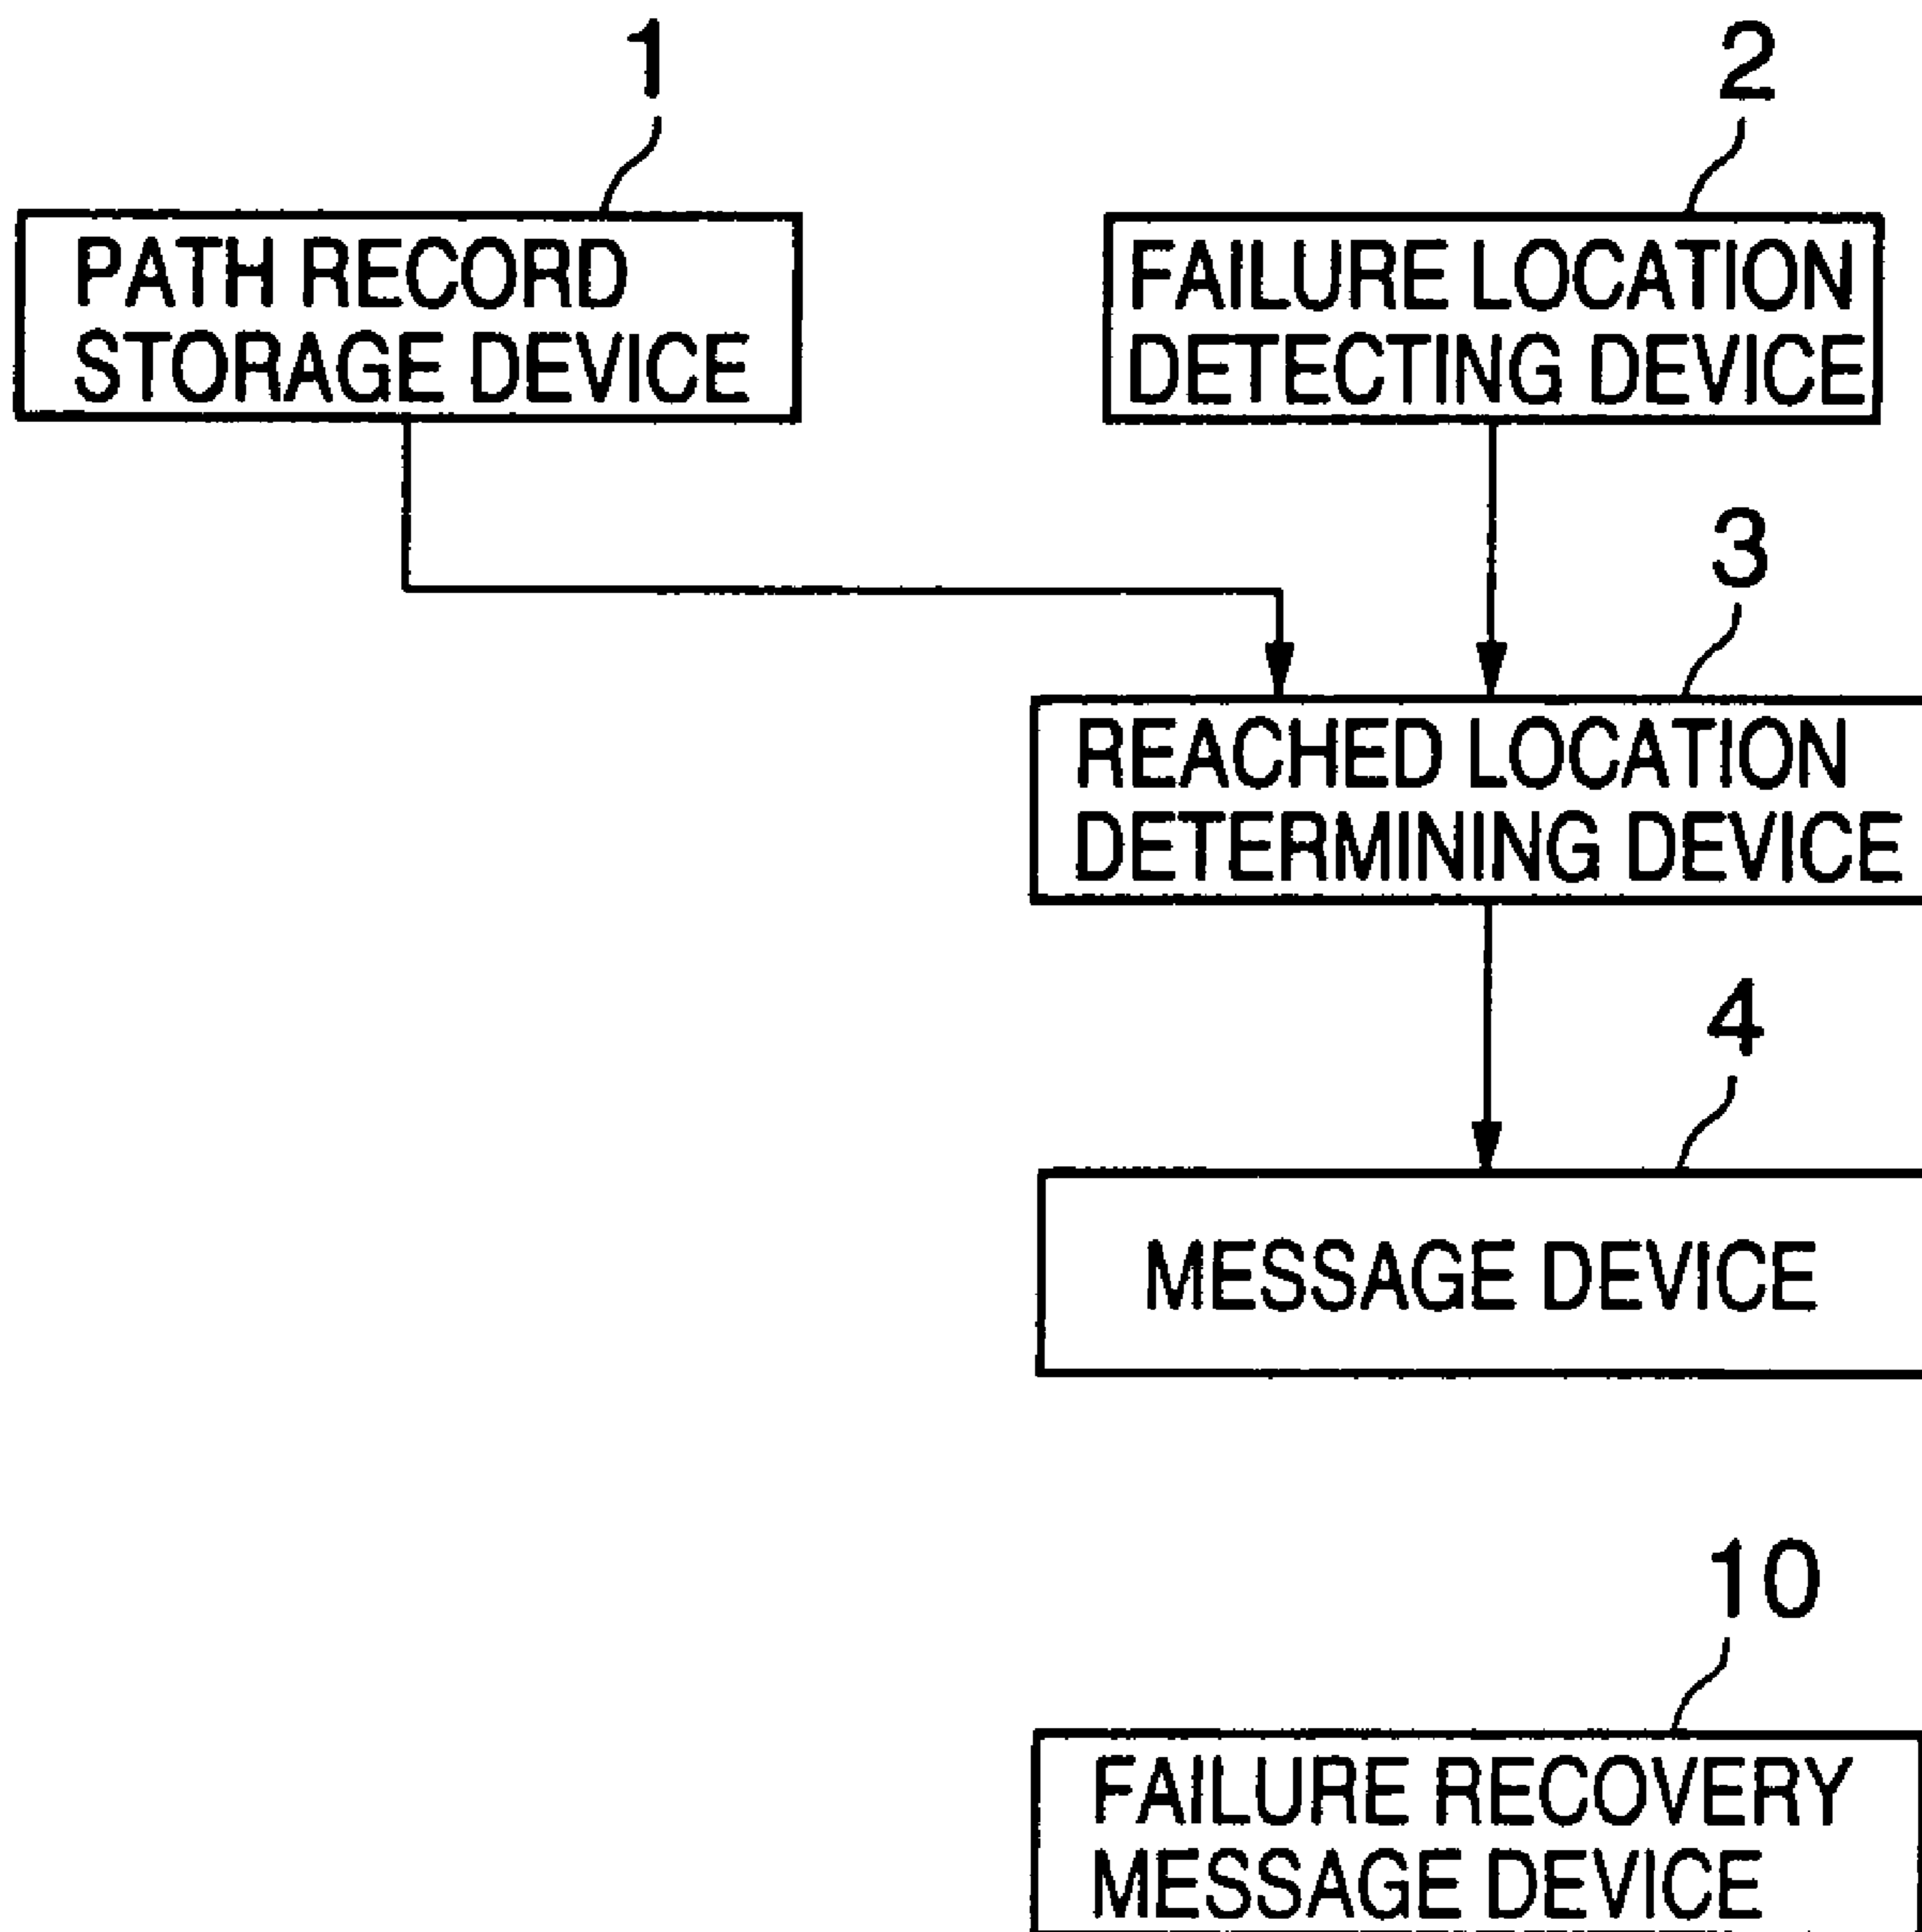 1
2
PATH RECORD
STORAGE DEVICE
FAILURE LOCATION
DETECTING DEVICE
3
REACHED LOCATION
DETERMINING DEVICE
4
MESSAGE DEVICE
10
FAILURE RECOVERY
MESSAGE DEVICE